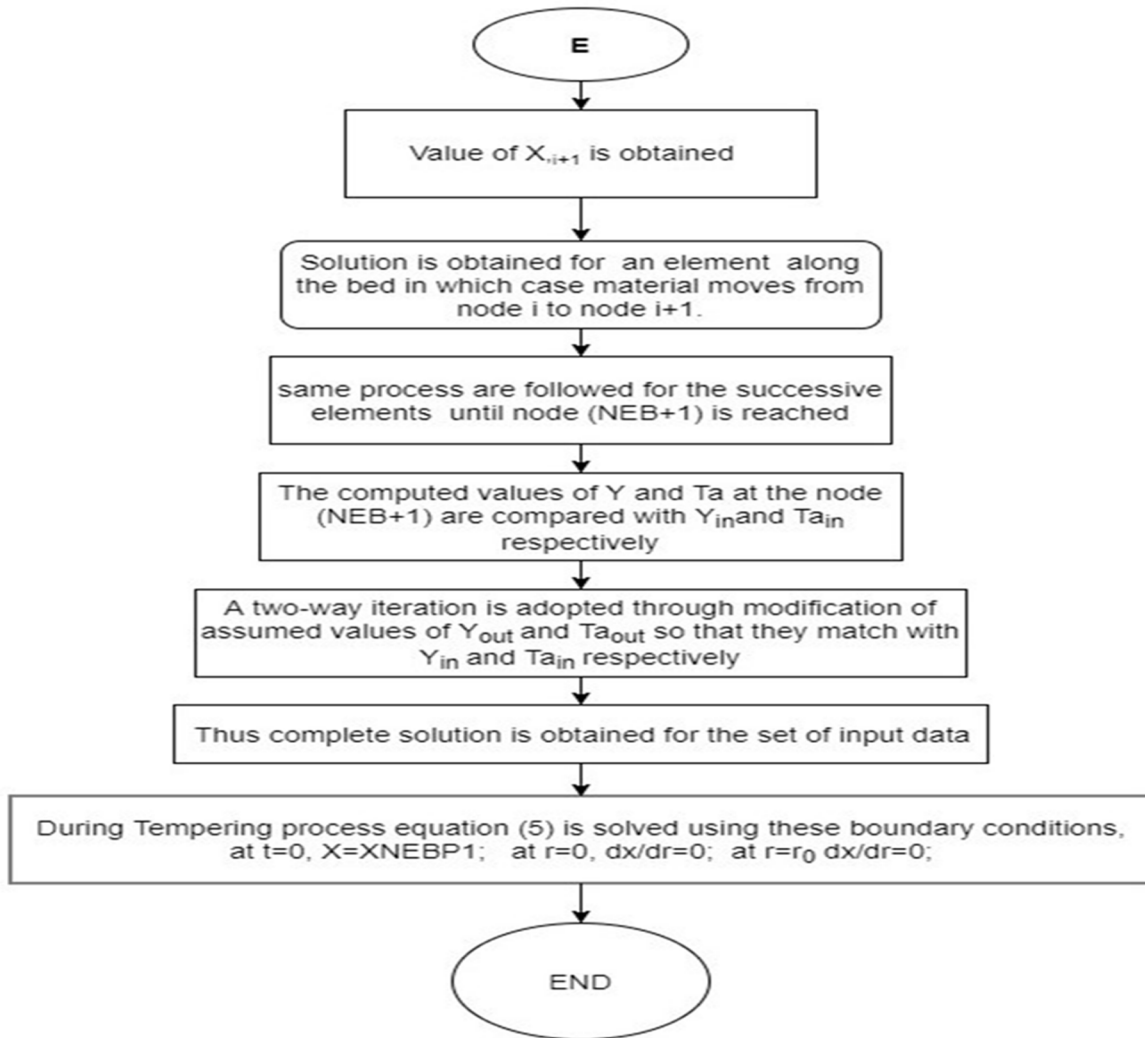 E
Value of X,i+1 is obtained
Solution is obtained for an element along
the bed in which case material moves from
node i to node i+1.
same process are followed for the successive
elements until node (NEB+1) is reached
The computed values of Y and Ta at the node
(NEB+1) are compared with Yinand Tain
respectively
A two-way iteration is adopted through modification of
assumed values of Yout and Taout so that they match with
Yin and Tain respectively
Thus complete solution is obtained for the set of input data
During Tempering process equation (5) is solved using these boundary conditions,
at t=0, X=XNEBP1; at r=0, dx/dr=0; at r=r0 dx/dr=0;
END